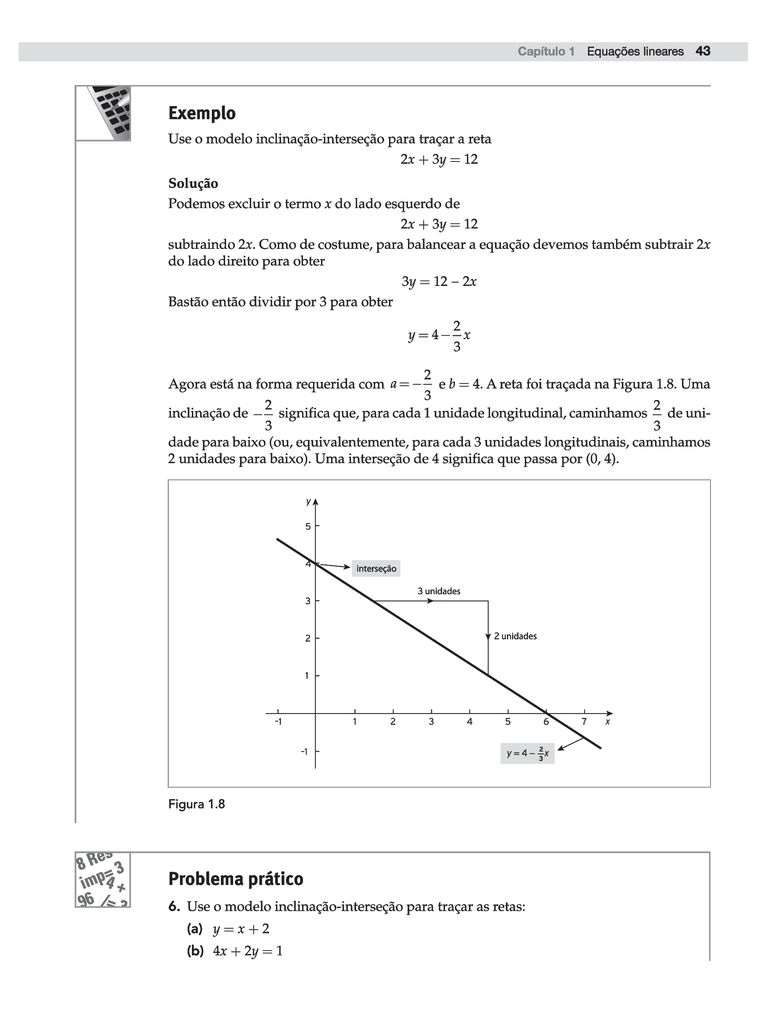 Capítulo 1 Equações lineares 43
Exemplo
Use o modelo inclinação-interseção para traçar a reta
2x + 3y = 12
Solução
Podemos excluir o termo x do lado esquerdo de
2x + 3y = 12
subtraindo 2x. Como de costume, para balancear a equação devemos também subtrair 2x
do lado direito para obter
3y = 12 – 2x
Bastão então dividir por 3 para obter
y = 4 − 2/3 x
Agora está na forma requerida com a = − 2/3 e b = 4. A reta foi traçada na Figura 1.8. Uma
inclinação de − 2/3 significa que, para cada 1 unidade longitudinal, caminhamos 2/3 de uni-
dade para baixo (ou, equivalentemente, para cada 3 unidades longitudinais, caminhamos
2 unidades para baixo). Uma interseção de 4 significa que passa por (0, 4).
y
5
4
interseção
3 unidades
3
2
2 unidades
1
-1 1 2 3 4 5 6 7 x
-1
y = 4 – 2/3 x
Figura 1.8
8 Res
imp= 3
4 +
96 /= 2
Problema prático
6. Use o modelo inclinação-interseção para traçar as retas:
(a) y = x + 2
(b) 4x + 2y = 1